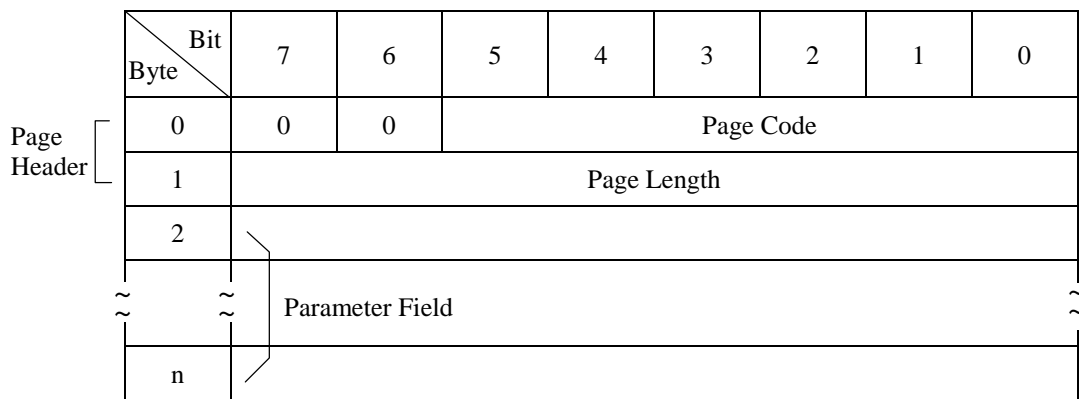 Bit
Byte
7 6 5 4 3 2 1 0
Page
Header
0 0 0 Page Code
1 Page Length
2
~ ~ ~
~ ~ Parameter Field ~
n